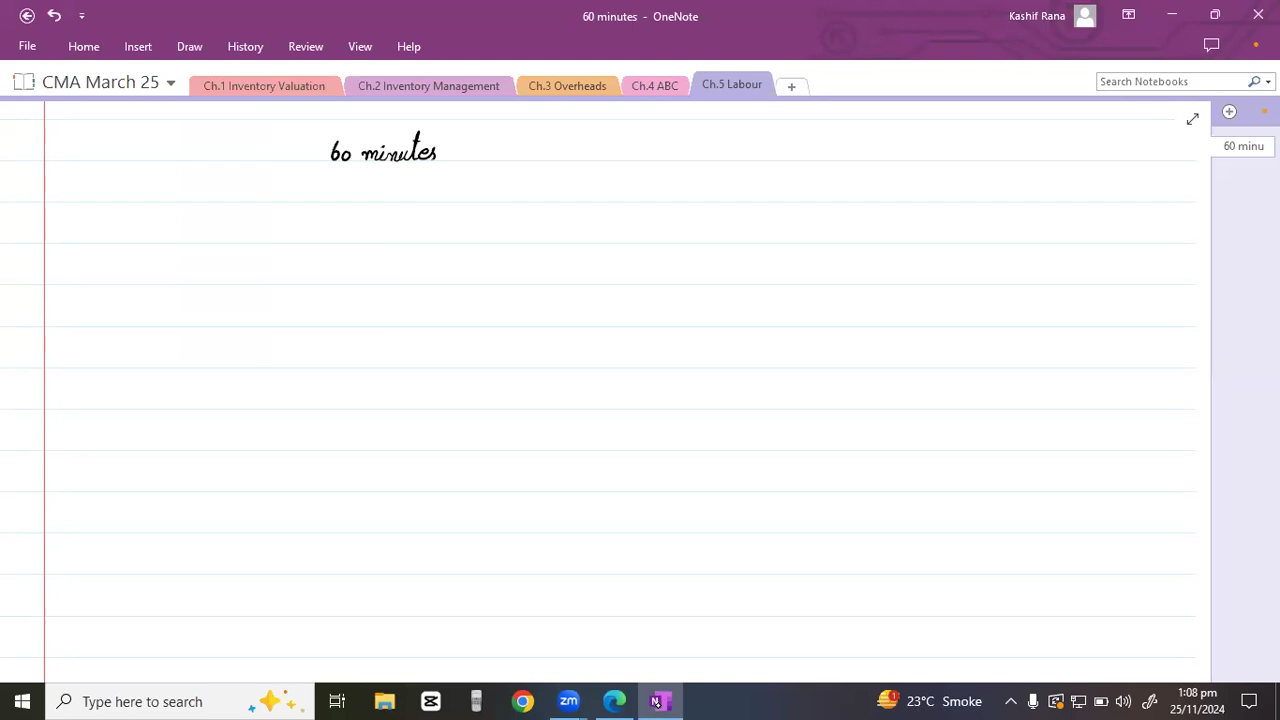 60 minutes - OneNote
Kashif Rana
File Home Insert Draw History Review View Help
CMA March 25
Ch.1 Inventory Valuation
Ch.2 Inventory Management
Ch.3 Overheads
Ch.4 ABC
Ch.5 Labour
Search Notebooks
60 minutes
60 minu
Type here to search
zm
N
1
23°C Smoke
1:08 pm
25/11/2024